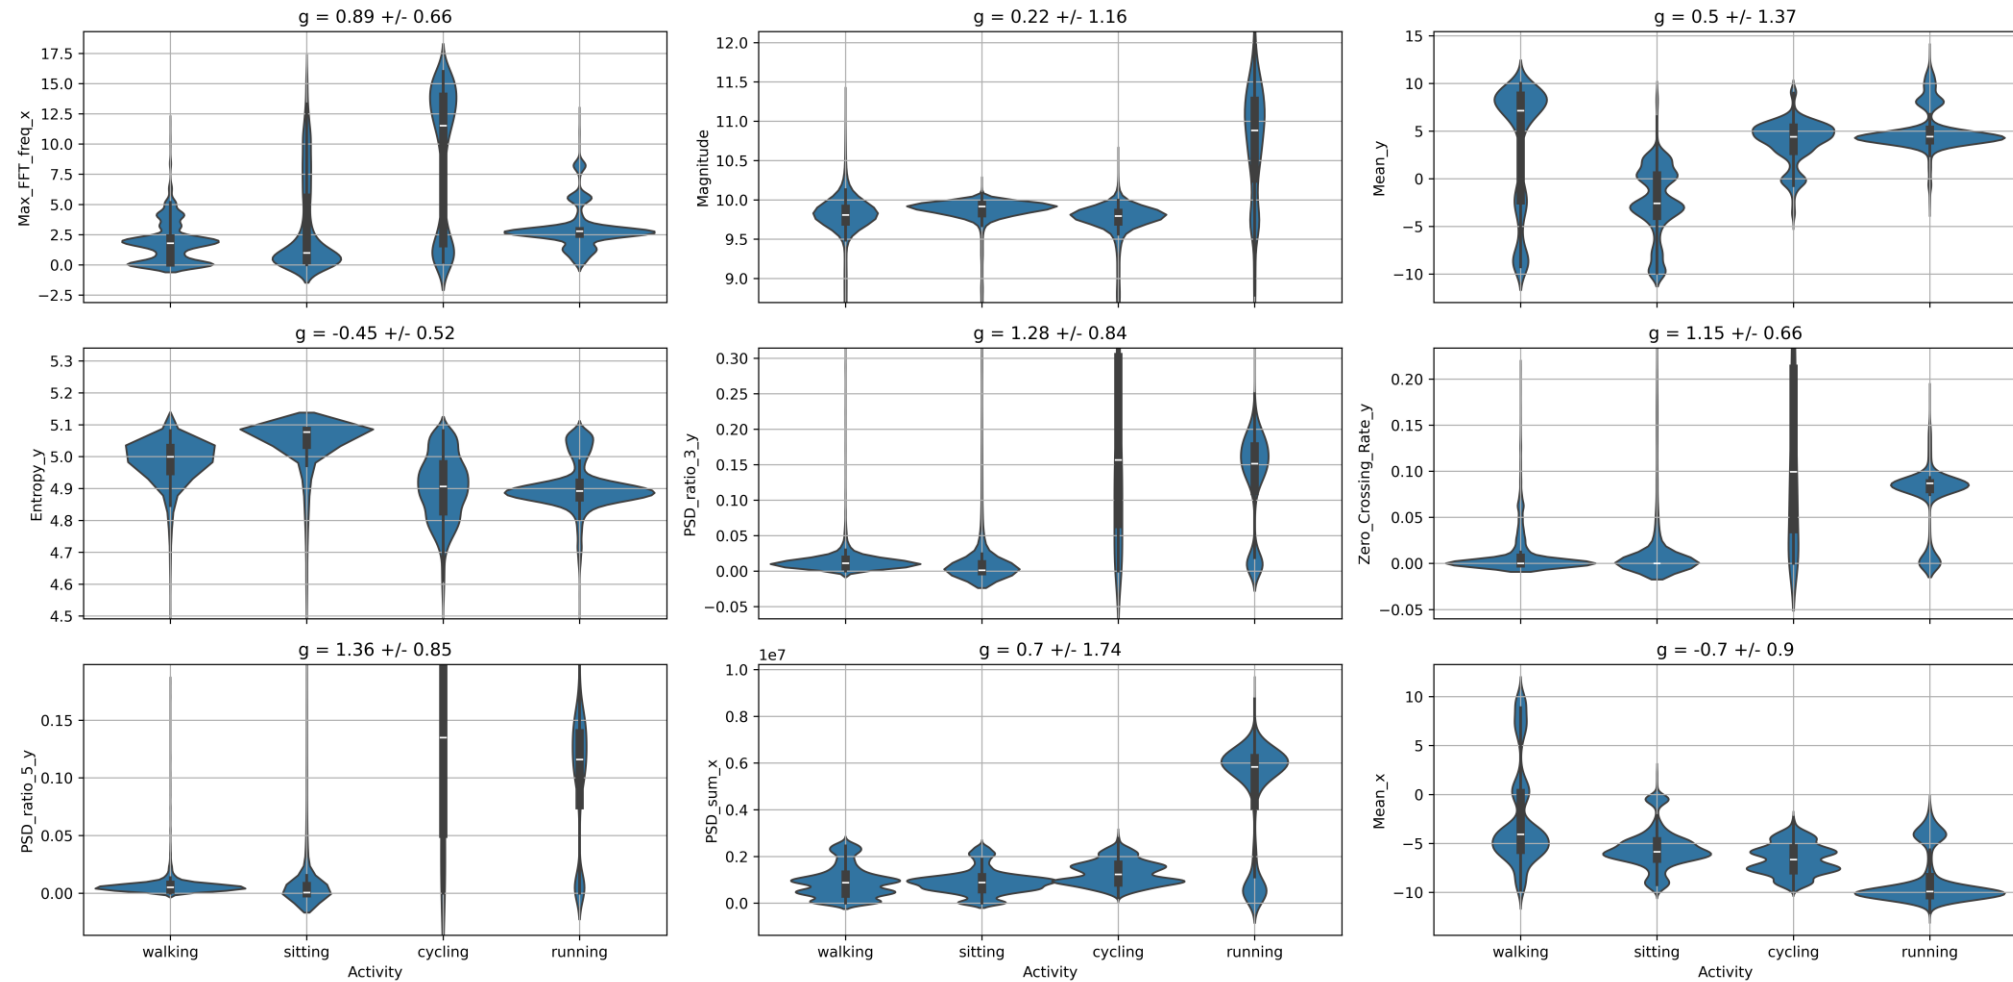 g = 0.89 +/- 0.66
17.5
15.0
12.5
10.0
7.5
5.0
2.5
0.0
−2.5
Max_FFT_freq_x
g = 0.22 +/- 1.16
12.0
11.5
11.0
10.5
10.0
9.5
9.0
Magnitude
g = 0.5 +/- 1.37
15
10
5
0
−5
−10
Mean_y
g = -0.45 +/- 0.52
5.3
5.2
5.1
5.0
4.9
4.8
4.7
4.6
4.5
Entropy_y
g = 1.28 +/- 0.84
0.30
0.25
0.20
0.15
0.10
0.05
0.00
−0.05
PSD_ratio_3_y
g = 1.15 +/- 0.66
0.20
0.15
0.10
0.05
0.00
−0.05
Zero_Crossing_Rate_y
g = 1.36 +/- 0.85
0.15
0.10
0.05
0.00
PSD_ratio_5_y
walking sitting cycling running
Activity
g = 0.7 +/- 1.74
1e7
1.0
0.8
0.6
0.4
0.2
0.0
PSD_sum_x
walking sitting cycling running
Activity
g = -0.7 +/- 0.9
10
5
0
−5
−10
Mean_x
walking sitting cycling running
Activity